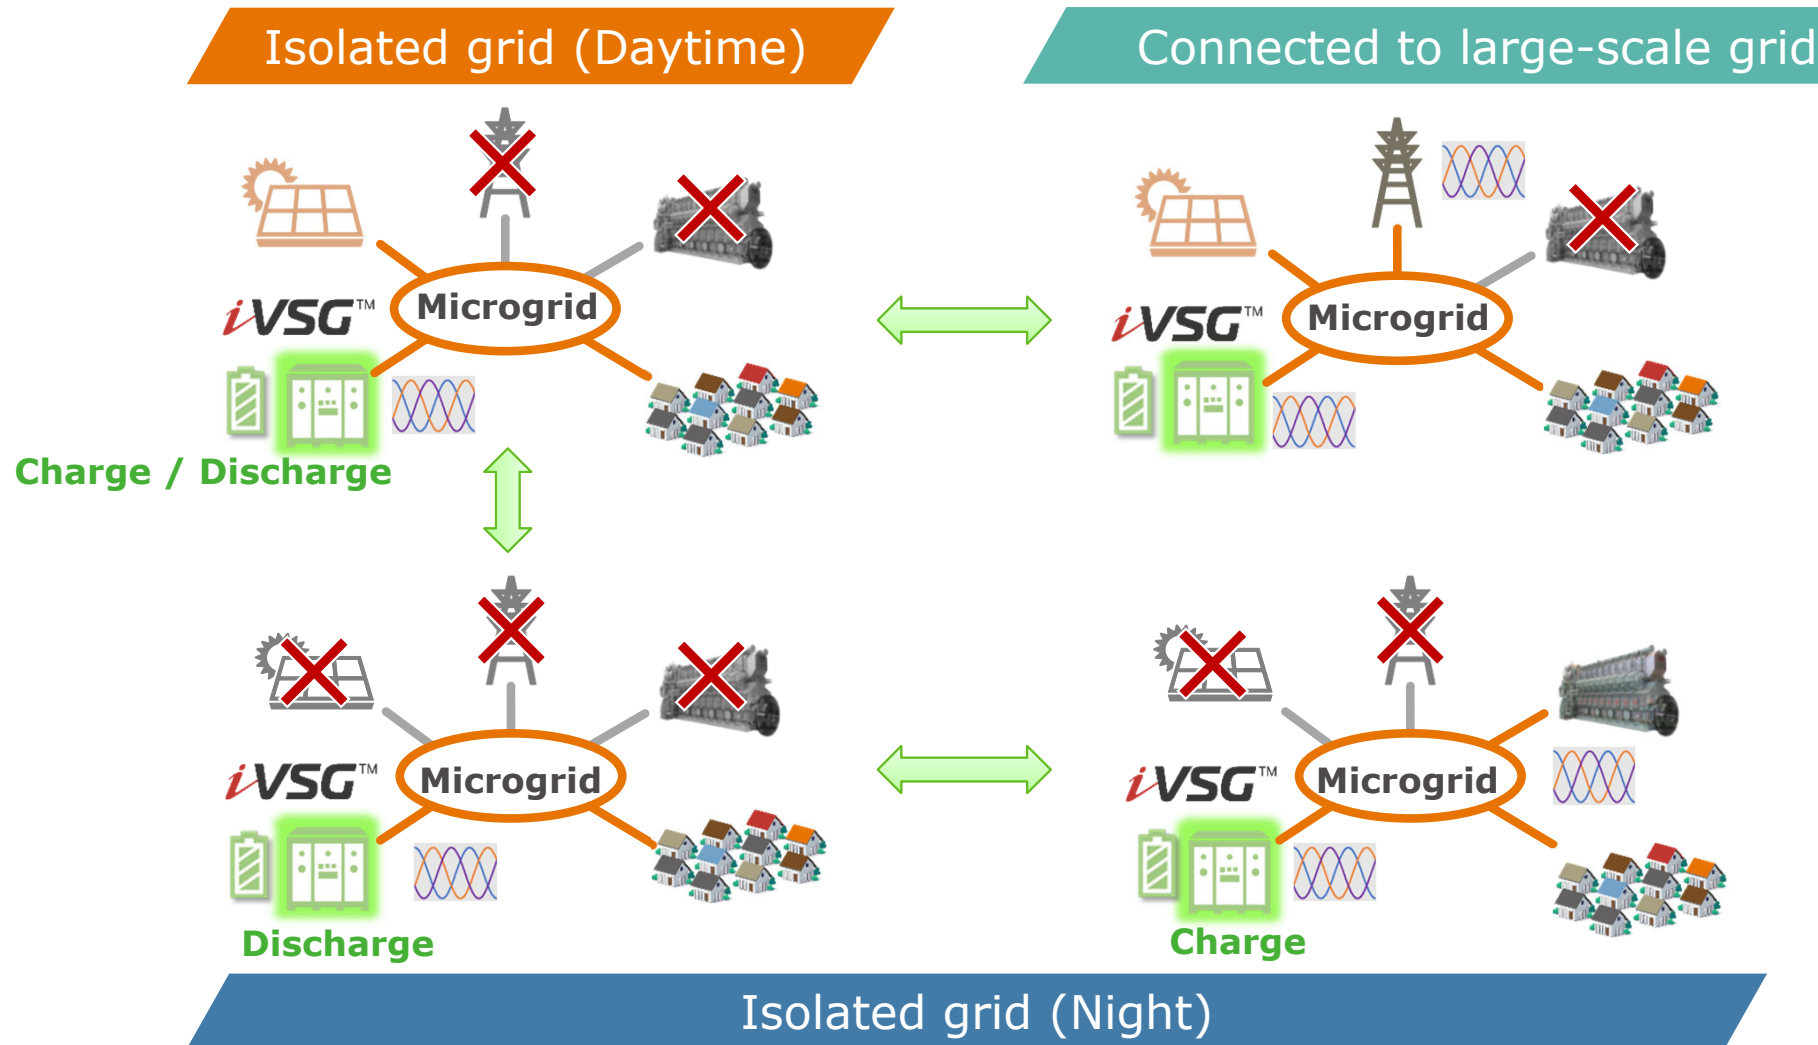 Isolated grid (Daytime)
Connected to large-scale grid
iVSG™
Microgrid
Charge / Discharge
iVSG™
Microgrid
iVSG™
Microgrid
Discharge
iVSG™
Microgrid
Charge
Isolated grid (Night)